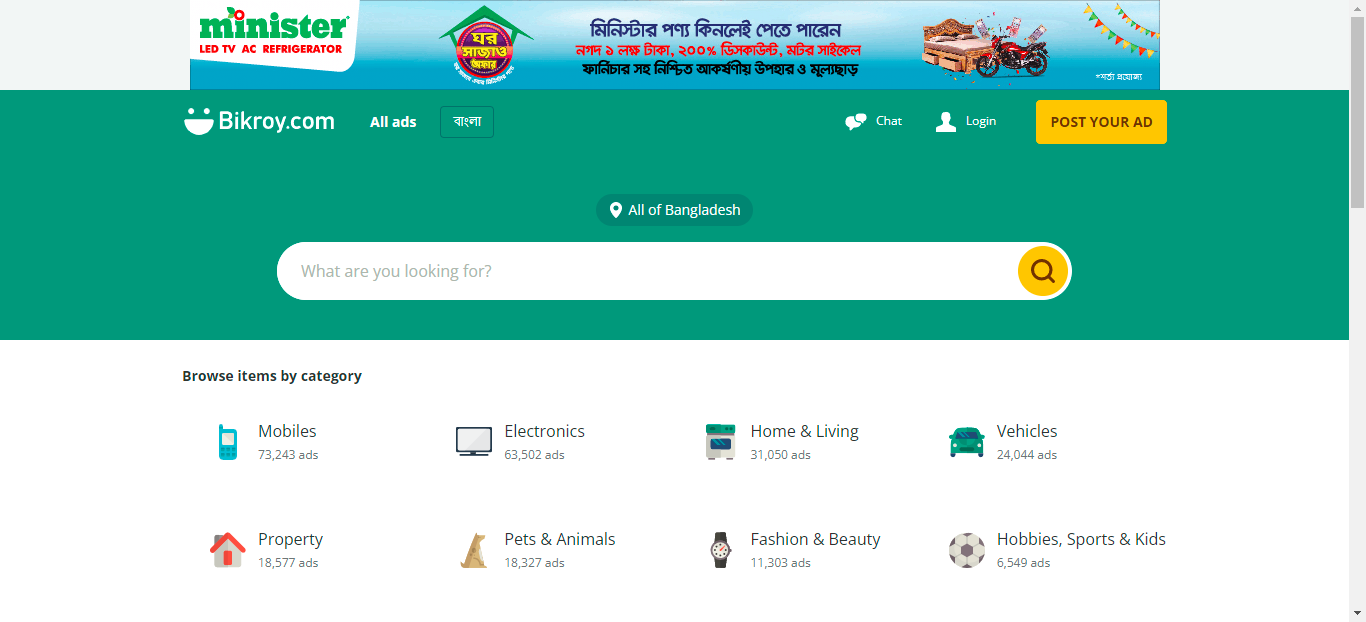 minister
LED TV AC REFRIGERATOR
ঘর
সাজাও
অফার
মিনিস্টার পণ্য কিনলেই পেতে পারেন
নগদ ১ লক্ষ টাকা, ২০০% ডিসকাউন্ট, মটর সাইকেল
ফার্নিচার সহ নিশ্চিত আকর্ষণীয় উপহার ও মূল্যছাড়
*শর্ত প্রযোজ্য
Bikroy.com
All ads
বাংলা
Chat
Login
POST YOUR AD
All of Bangladesh
What are you looking for?
Browse items by category
Mobiles
73,243 ads
Electronics
63,502 ads
Home & Living
31,050 ads
Vehicles
24,044 ads
Property
18,577 ads
Pets & Animals
18,327 ads
Fashion & Beauty
11,303 ads
Hobbies, Sports & Kids
6,549 ads